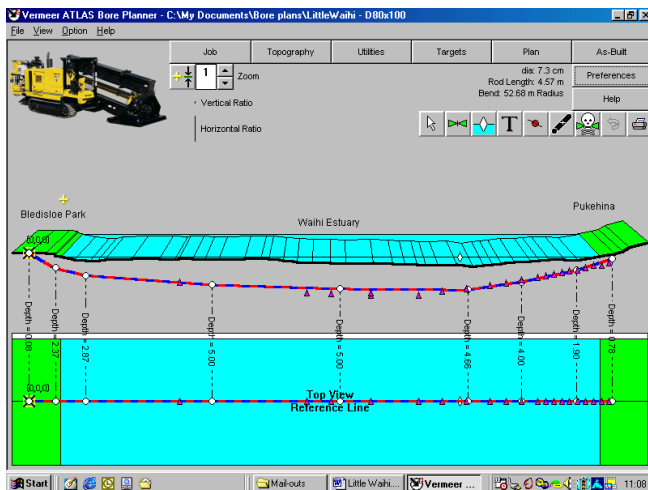 Vermeer ATLAS Bore Planner - C:\My Documents\Bore plans\LittleWaihi - D80x100
File View Option Help
Job Topography Utilities Targets Plan As-Built
1 Zoom
Vertical Ratio
Horizontal Ratio
dia: 7.3 cm
Rod Length: 4.57 m
Bend: 52.68 m Radius
Preferences
Help
T
Bledisloe Park
Waihi Estuary
Pukehina
(0,0,0)
Depth = 0.08
Depth = 2.37
Depth = 2.87
Depth = 5.00
Depth = 5.00
Depth = 4.66
Depth = 4.00
Depth = 1.90
Depth = 0.78
(0,0,0)
Top View
Reference Line
Start Mail-outs Little Waihi.... Vermeer ... 11:08